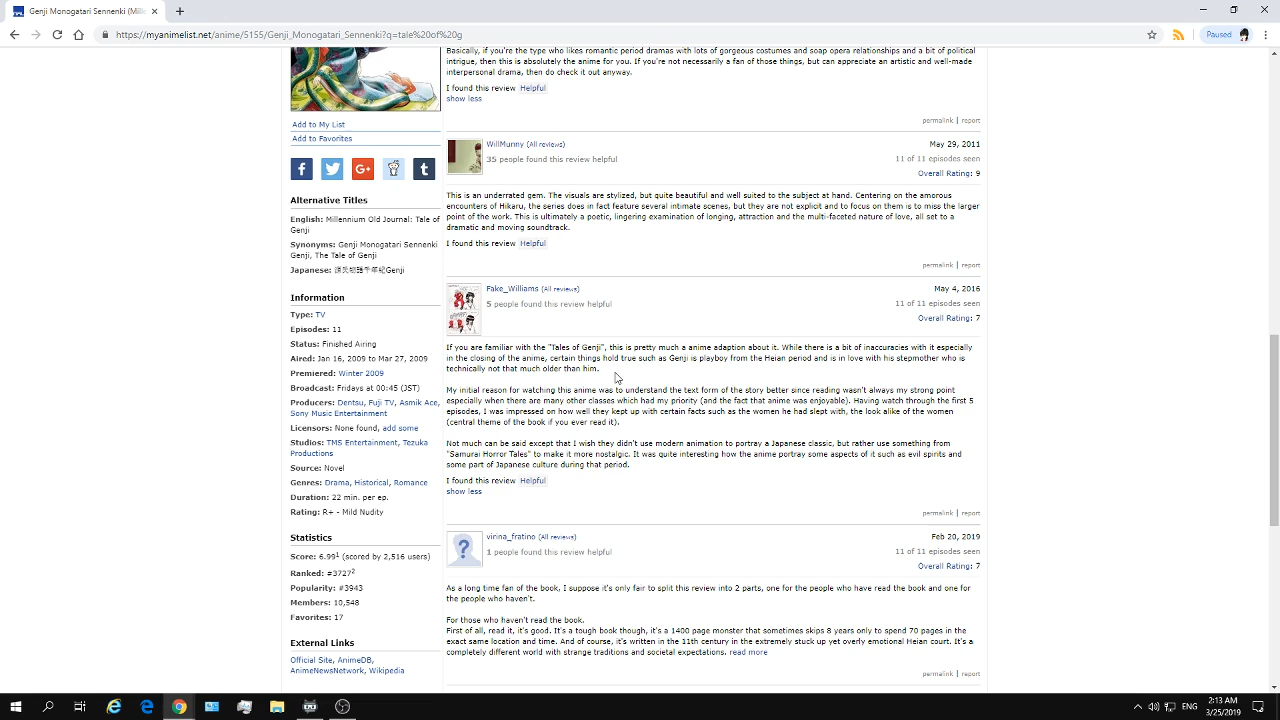 Genji Monogatari Sennenki (Mill
https://myanimelist.net/anime/5155/Genji_Monogatari_Sennenki?q=tale%20of%20g
Paused
Add to My List
Add to Favorites
Alternative Titles
English: Millennium Old Journal: Tale of
Genji
Synonyms: Genji Monogatari Sennenki
Genji, The Tale of Genji
Japanese: 源氏物語千年紀Genji
Information
Type: TV
Episodes: 11
Status: Finished Airing
Aired: Jan 16, 2009 to Mar 27, 2009
Premiered: Winter 2009
Broadcast: Fridays at 00:45 (JST)
Producers: Dentsu, Fuji TV, Asmik Ace,
Sony Music Entertainment
Licensors: None found, add some
Studios: TMS Entertainment, Tezuka
Productions
Source: Novel
Genres: Drama, Historical, Romance
Duration: 22 min. per ep.
Rating: R+ - Mild Nudity
Statistics
Score: 6.99¹ (scored by 2,516 users)
Ranked: #3727²
Popularity: #3943
Members: 10,548
Favorites: 17
External Links
Official Site, AnimeDB,
AnimeNewsNetwork, Wikipedia
Basically, if you're the type who likes romantic period dramas with lots of gorgeous costumes and soap opera relationships and a bit of political
intrigue, then this is absolutely the anime for you. If you're not necessarily a fan of those things, but can appreciate an artistic and well-made
interpersonal drama, then do check it out anyway.
I found this review Helpful
show less
permalink | report
WillMunny (All reviews)
35 people found this review helpful
May 29, 2011
11 of 11 episodes seen
Overall Rating: 9
This is an underrated gem. The visuals are stylized, but quite beautiful and well suited to the subject at hand. Centering on the amorous
encounters of Hikaru, the series does in fact feature several intimate scenes, but they are not explicit and to focus on them is to miss the larger
point of the work. This is ultimately a poetic, lingering examination of longing, attraction and the multi-faceted nature of love, all set to a
dramatic and moving soundtrack.
I found this review Helpful
permalink | report
Fake_Williams (All reviews)
5 people found this review helpful
May 4, 2016
11 of 11 episodes seen
Overall Rating: 7
If you are familiar with the "Tales of Genji", this is pretty much a anime adaption about it. While there is a bit of inaccuracies with it especially
in the closing of the anime, certain things hold true such as Genji is playboy from the Heian period and is in love with his stepmother who is
technically not that much older than him.
My initial reason for watching this anime was to understand the text form of the story better since reading wasn't always my strong point
especially when there are many other classes which had my priority (and the fact that anime was enjoyable). Having watch through the first 5
episodes, I was impressed on how well they kept up with certain facts such as the women he had slept with, the look alike of the women
(central theme of the book if you ever read it).
Not much can be said except that I wish they didn't use modern animation to portray a Japanese classic, but rather use something from
"Samurai Horror Tales" to make it more nostalgic. It was quite interesting how the anime portray some aspects of it such as evil spirits and
some part of Japanese culture during that period.
I found this review Helpful
show less
permalink | report
virina_fratino (All reviews)
1 people found this review helpful
Feb 20, 2019
11 of 11 episodes seen
Overall Rating: 7
As a long time fan of the book, I suppose it's only fair to split this review into 2 parts, one for the people who have read the book and one for
the people who haven't.
For those who haven't read the book.
First of all, read it, it's good. It's a tough book though, it's a 1400 page monster that sometimes skips 8 years only to spend 70 pages in the
exact same location and time. And of course, it's written in the 11th century in the extremely stuck up yet overly emotional Heian court. It's a
completely different world with strange traditions and societal expectations. read more
permalink | report
ENG
2:13 AM
3/25/2019